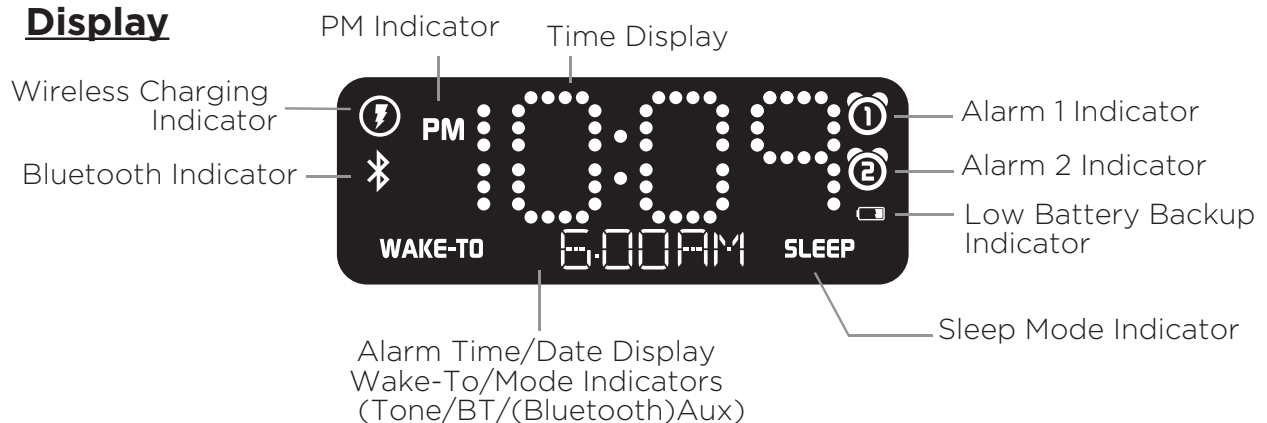 Display
PM Indicator
Time Display
Wireless Charging
Indicator
Bluetooth Indicator
PM 10:09
1
2
WAKE-TO 6.00AM SLEEP
Alarm 1 Indicator
Alarm 2 Indicator
Low Battery Backup
Indicator
Sleep Mode Indicator
Alarm Time/Date Display
Wake-To/Mode Indicators
(Tone/BT/(Bluetooth)Aux)